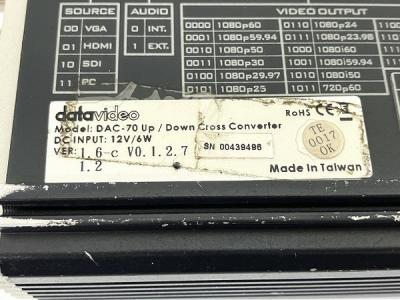 SOURCE AUDIO VIDEO OUTPUT
00 VGA 0 INT. 0000 1080p60 0110 1080p24
01 HDMI 1 EXT. 0001 1080p59.94 0111 1080p23.98
10 SDI 0010 1080p50 1000 1080i60
11 PC 0011 1080p30 1001 1080i59.94
0100 1080p29.97 1010 1080i50
0101 1080p25 1011 720p60
datavideo
RoHS CE
Model: DAC-70 Up / Down Cross Converter
DC INPUT: 12V/6W
VER: 1.6-c V0.1.2.7
1.2
SN 00439496
TE
0017
OK
Made in Taiwan